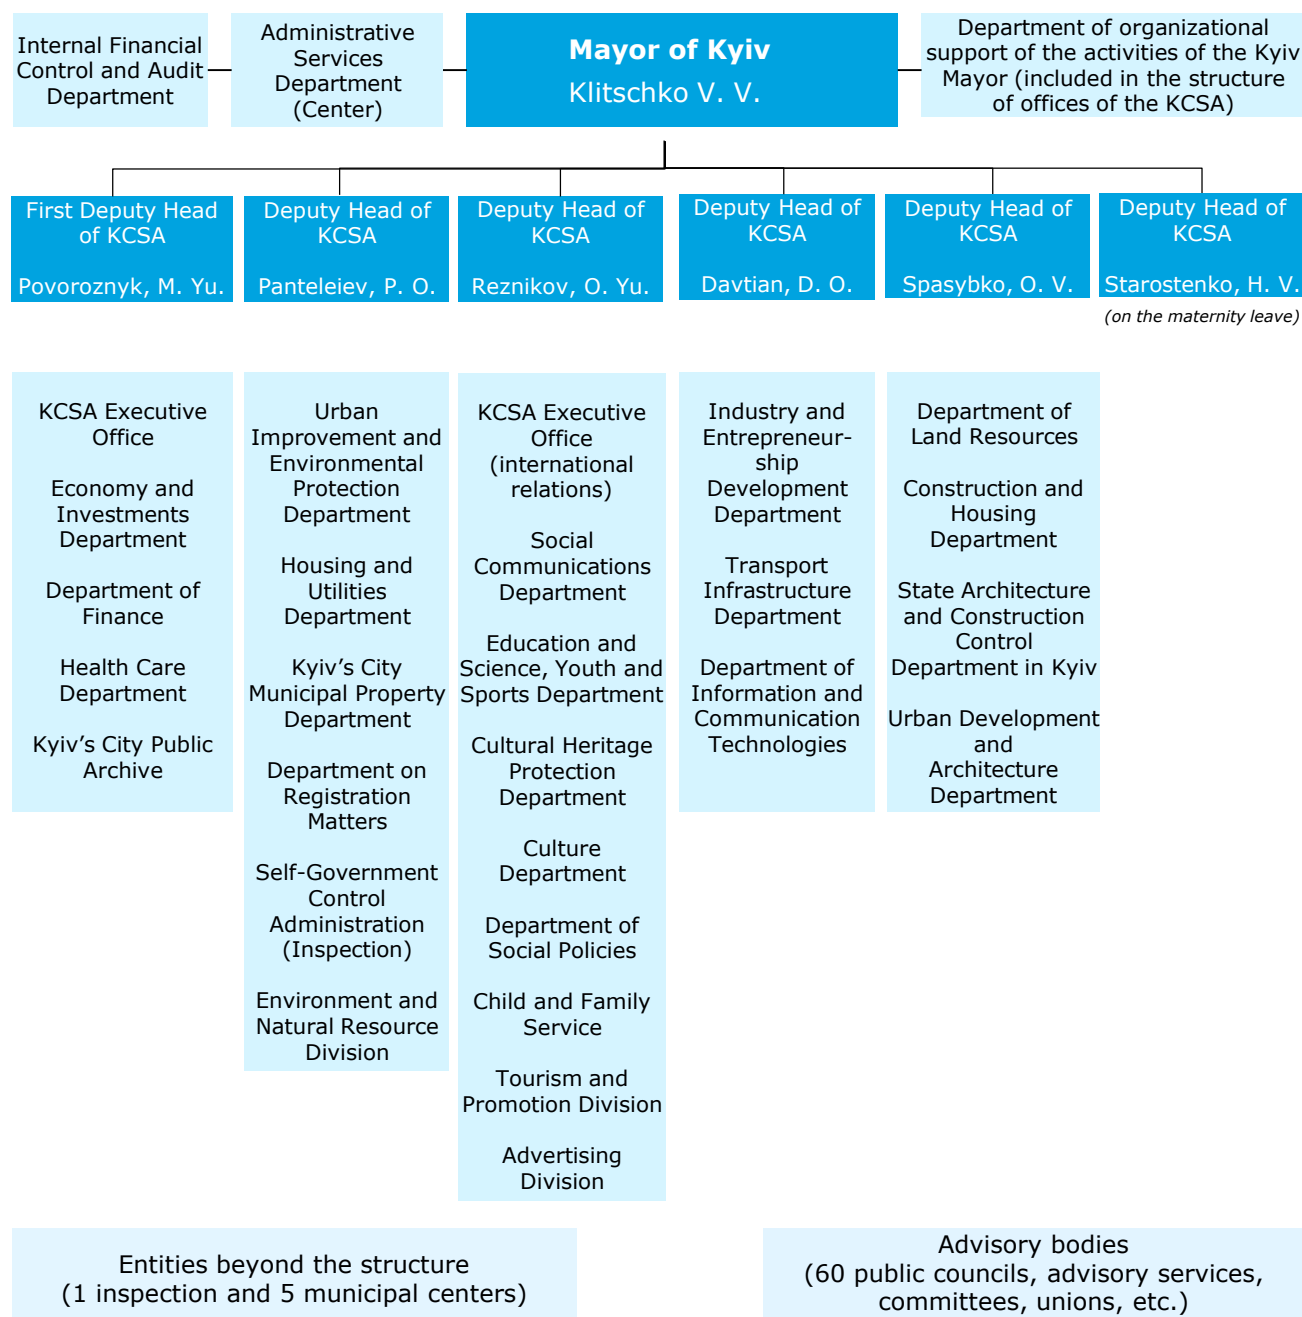 Internal Financial
Control and Audit
Department
Administrative
Services
Department
(Center)
Mayor of Kyiv
Klitschko V. V.
Department of organizational
support of the activities of the Kyiv
Mayor (included in the structure
of offices of the KCSA)
First Deputy Head
of KCSA
Povoroznyk, M. Yu.
Deputy Head of
KCSA
Panteleiev, P. O.
Deputy Head of
KCSA
Reznikov, O. Yu.
Deputy Head of
KCSA
Davtian, D. O.
Deputy Head of
KCSA
Spasybko, O. V.
Deputy Head of
KCSA
Starostenko, H. V.
(on the maternity leave)
KCSA Executive
Office
Economy and
Investments
Department
Department of
Finance
Health Care
Department
Kyiv’s City Public
Archive
Urban
Improvement and
Environmental
Protection
Department
Housing and
Utilities
Department
Kyiv’s City
Municipal Property
Department
Department on
Registration
Matters
Self-Government
Control
Administration
(Inspection)
Environment and
Natural Resource
Division
KCSA Executive
Office
(international
relations)
Social
Communications
Department
Education and
Science, Youth and
Sports Department
Cultural Heritage
Protection
Department
Culture
Department
Department of
Social Policies
Child and Family
Service
Tourism and
Promotion Division
Advertising
Division
Industry and
Entrepreneur-
ship
Development
Department
Transport
Infrastructure
Department
Department of
Information and
Communication
Technologies
Department of
Land Resources
Construction and
Housing
Department
State Architecture
and Construction
Control
Department in Kyiv
Urban Development
and
Architecture
Department
Entities beyond the structure
(1 inspection and 5 municipal centers)
Advisory bodies
(60 public councils, advisory services,
committees, unions, etc.)